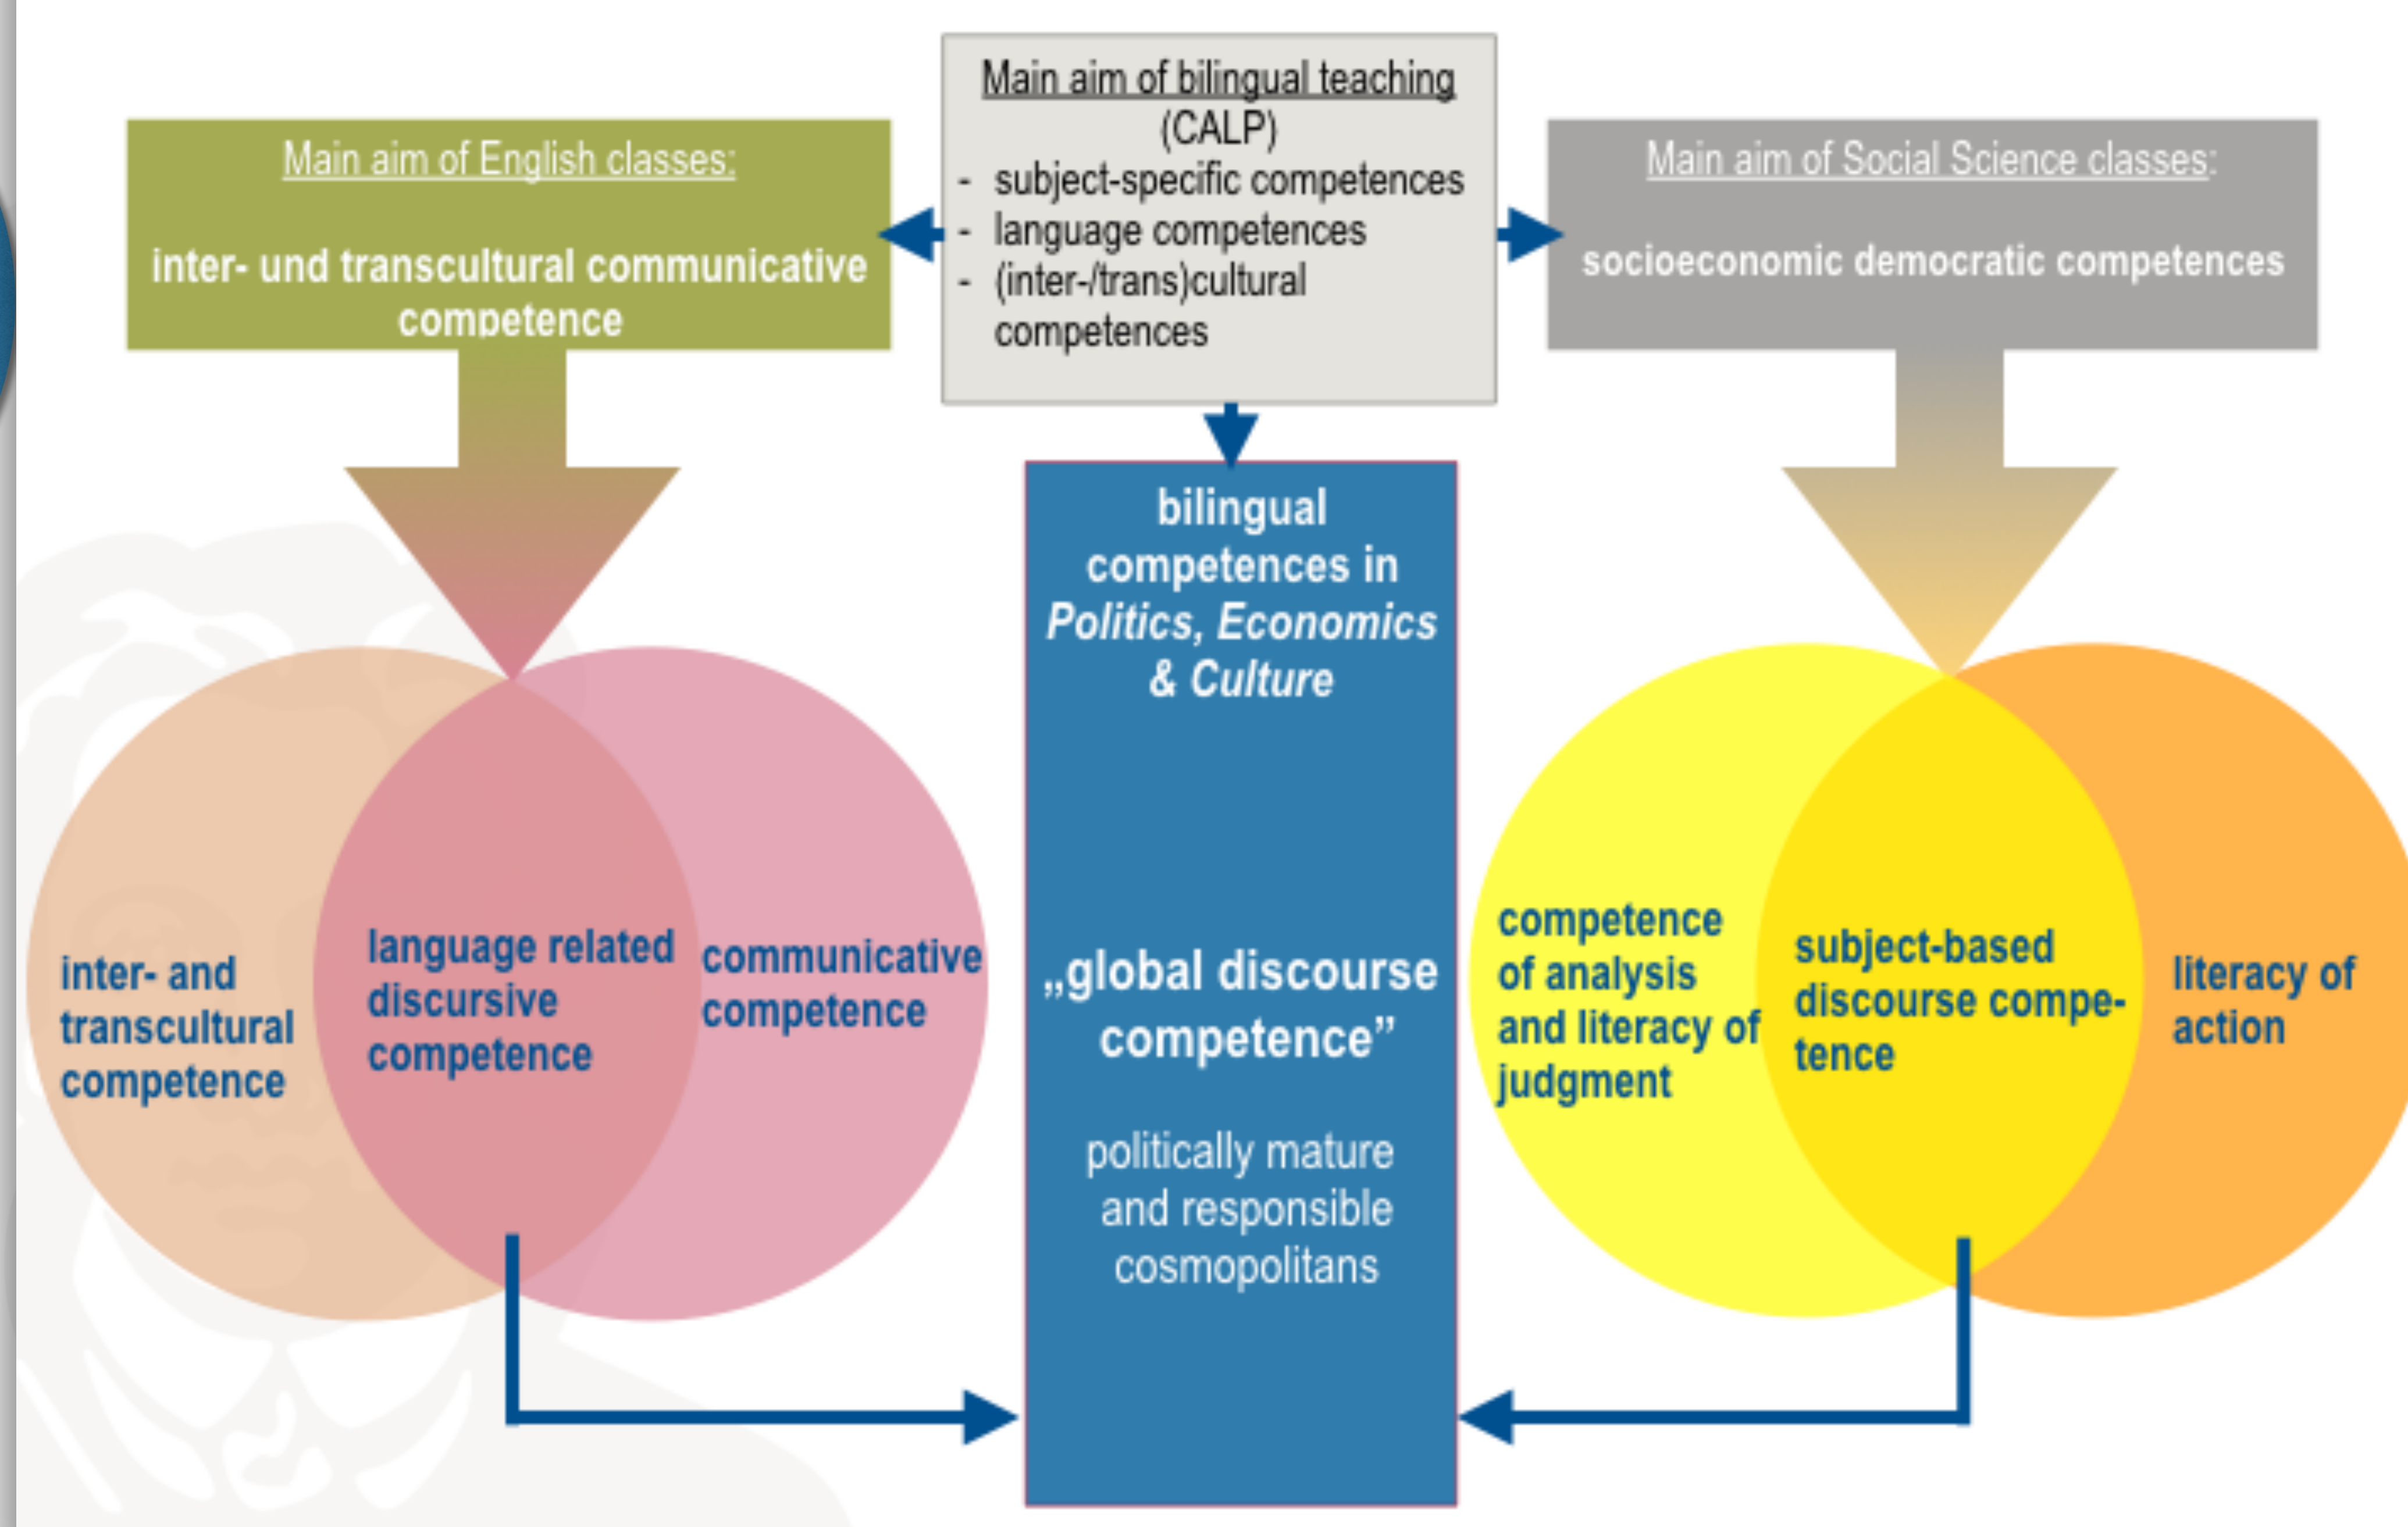 Main aim of English classes:
inter- und transcultural communicative
competence
Main aim of bilingual teaching
(CALP)
- subject-specific competences
- language competences
- (inter-/trans)cultural
competences
Main aim of Social Science classes:
socioeconomic democratic competences
inter- and
transcultural
competence
language related
discursive
competence
communicative
competence
bilingual
competences in
Politics, Economics
& Culture
„global discourse
competence”
politically mature
and responsible
cosmopolitans
competence
of analysis
and literacy of
judgment
subject-based
discourse compe-
tence
literacy of
action